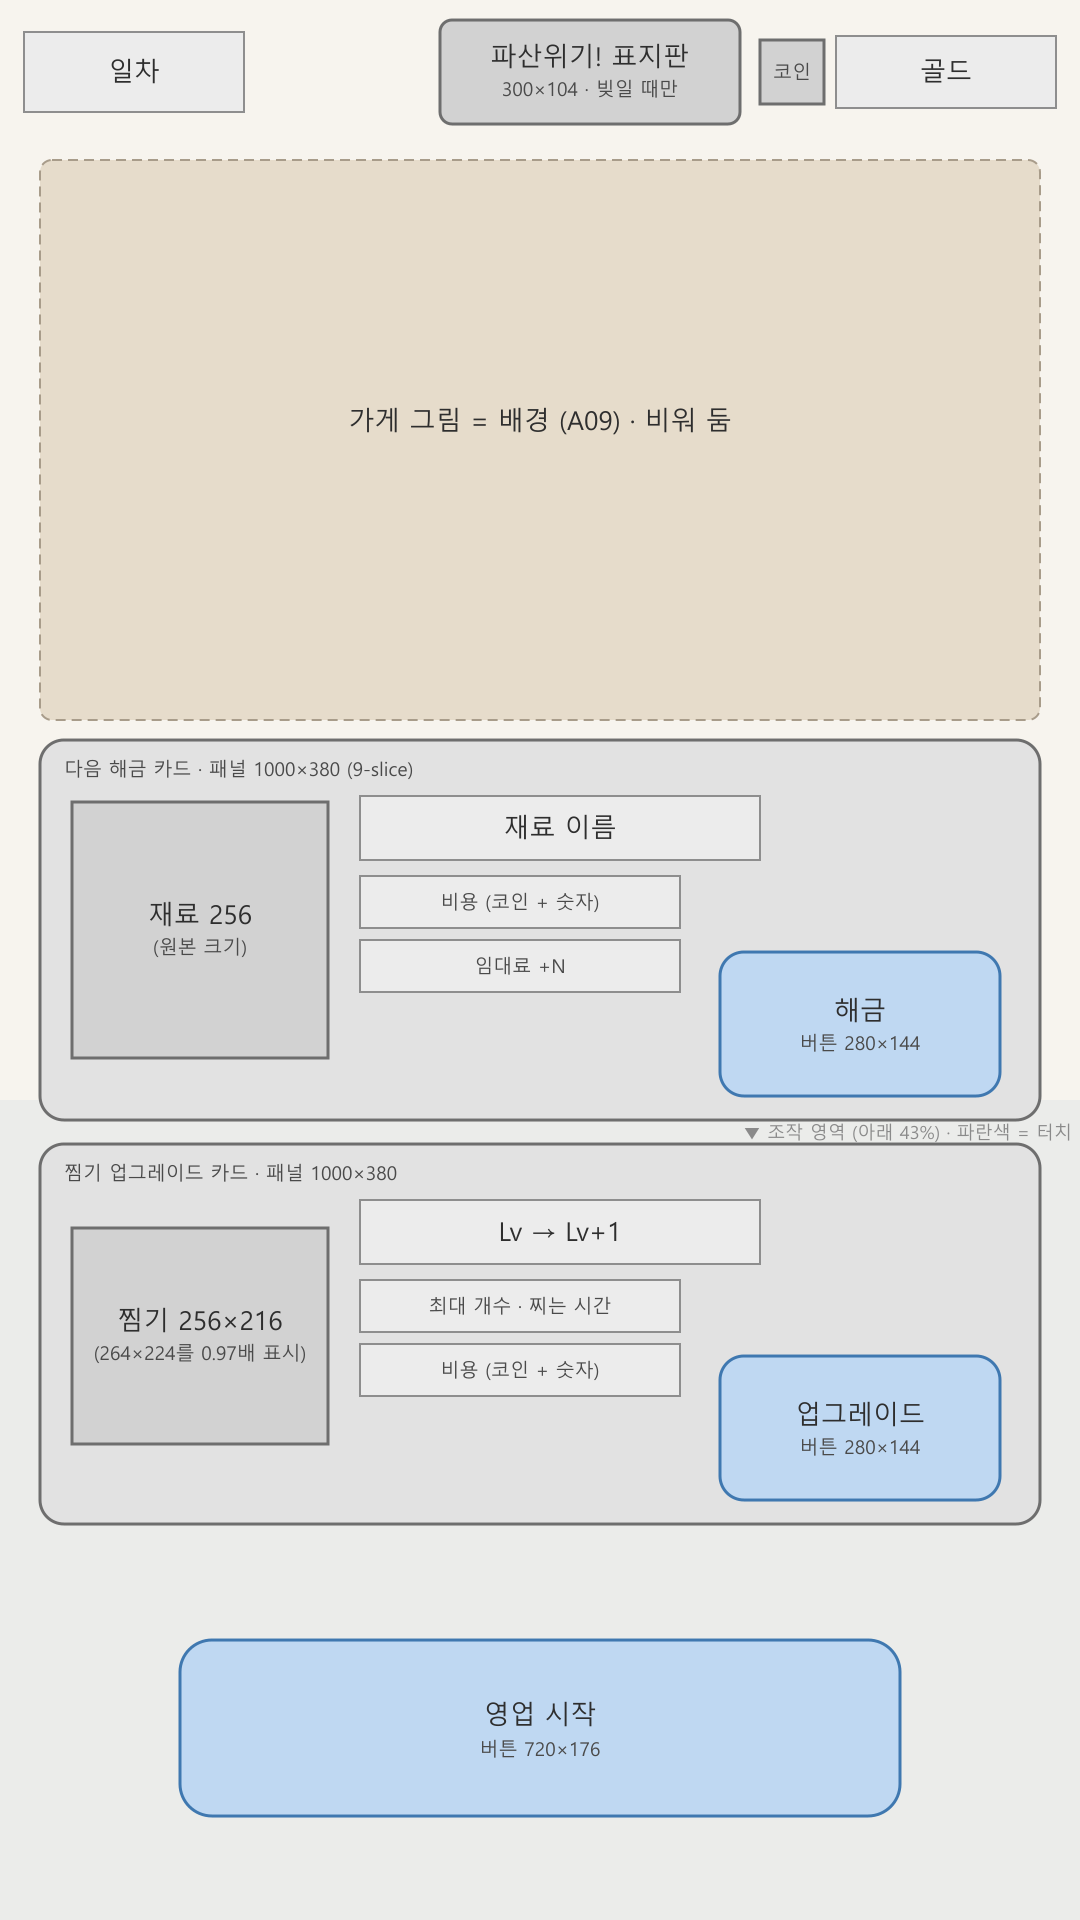 일차
파산위기! 표지판
300×104 · 빚일 때만
코인
골드
가게 그림 = 배경 (A09) · 비워 둠
다음 해금 카드 · 패널 1000×380 (9-slice)
재료 256
(원본 크기)
재료 이름
비용 (코인 + 숫자)
임대료 +N
해금
버튼 280×144
▼ 조작 영역 (아래 43%) · 파란색 = 터치
찜기 업그레이드 카드 · 패널 1000×380
찜기 256×216
(264×224를 0.97배 표시)
Lv → Lv+1
최대 개수 · 찌는 시간
비용 (코인 + 숫자)
업그레이드
버튼 280×144
영업 시작
버튼 720×176